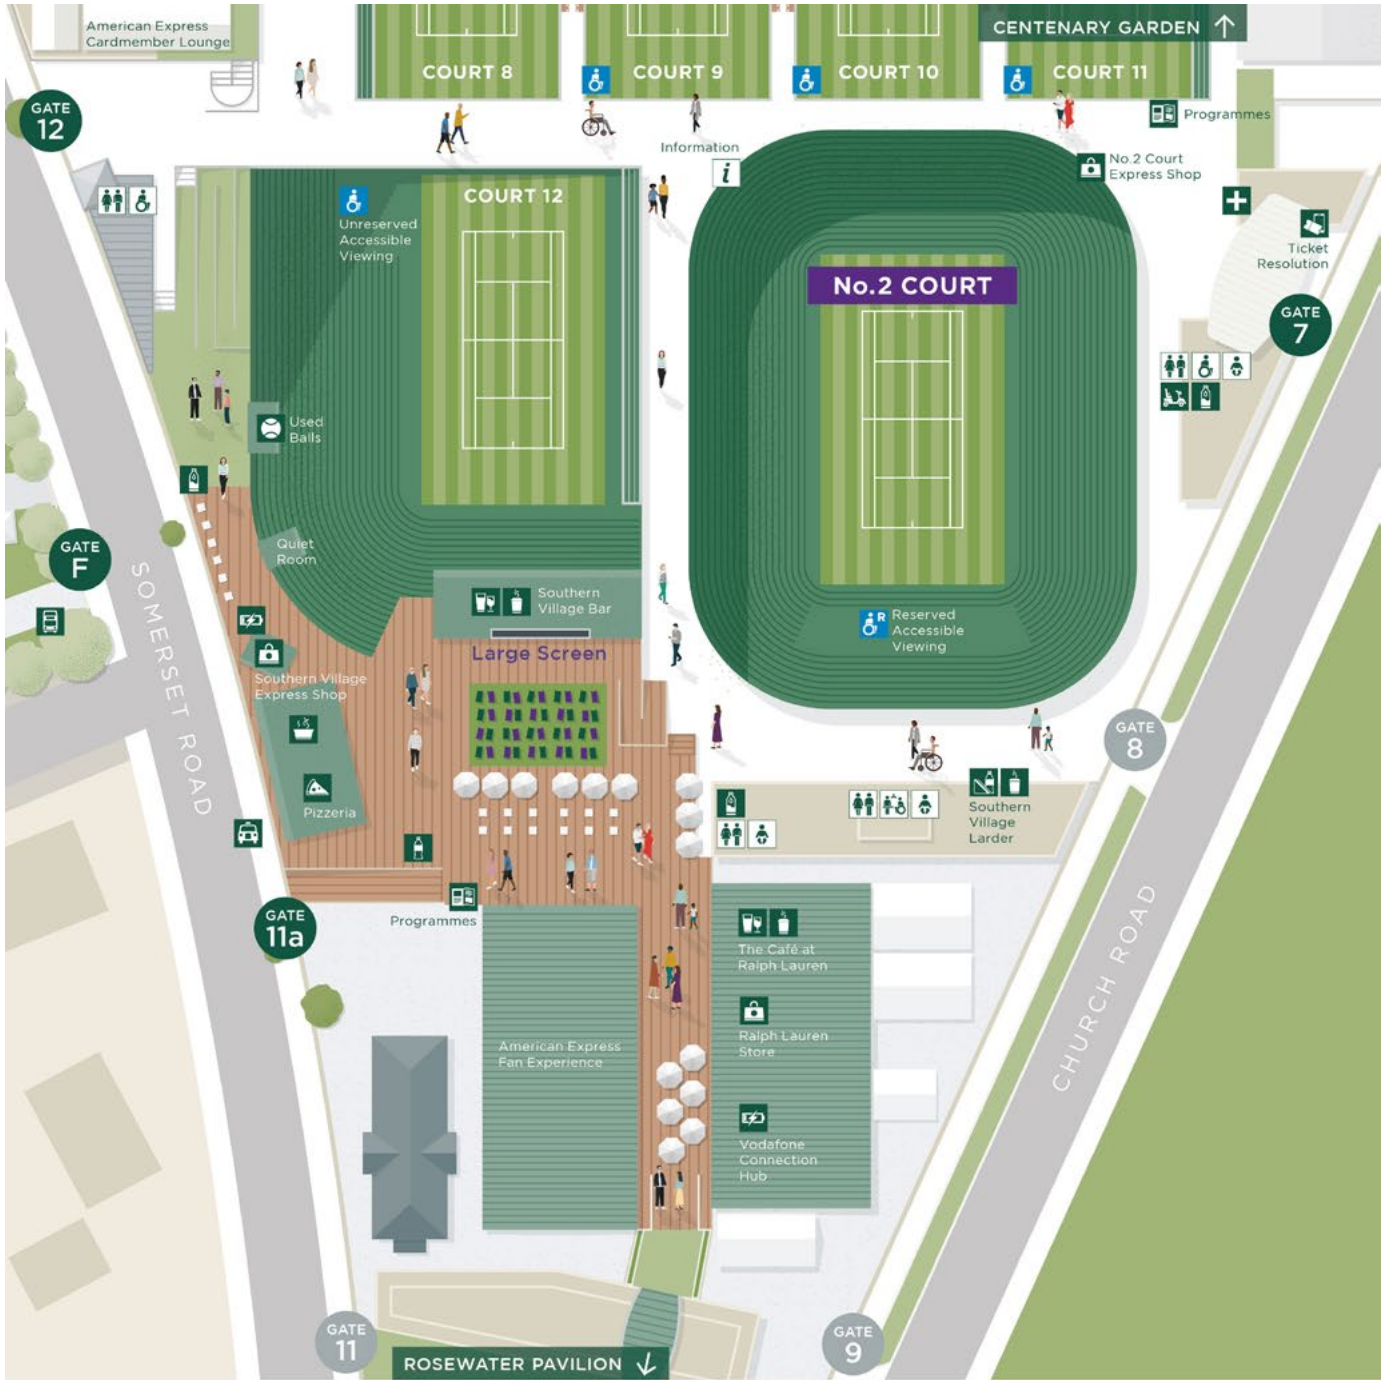 American Express
Cardmember Lounge
CENTENARY GARDEN ↑
COURT 8
COURT 9
COURT 10
COURT 11
GATE
12
Programmes
Information
i
No.2 Court
Express Shop
COURT 12
Unreserved
Accessible
Viewing
Ticket
Resolution
No.2 COURT
GATE
7
Used
Balls
Quiet
Room
GATE
F
SOMERSET ROAD
Southern
Village Bar
R
Reserved
Accessible
Viewing
Large Screen
Southern Village
Express Shop
GATE
8
Pizzeria
Southern
Village
Larder
GATE
11a
Programmes
The Café at
Ralph Lauren
CHURCH ROAD
Ralph Lauren
Store
American Express
Fan Experience
Vodafone
Connection
Hub
GATE
11
GATE
9
ROSEWATER PAVILION ↓